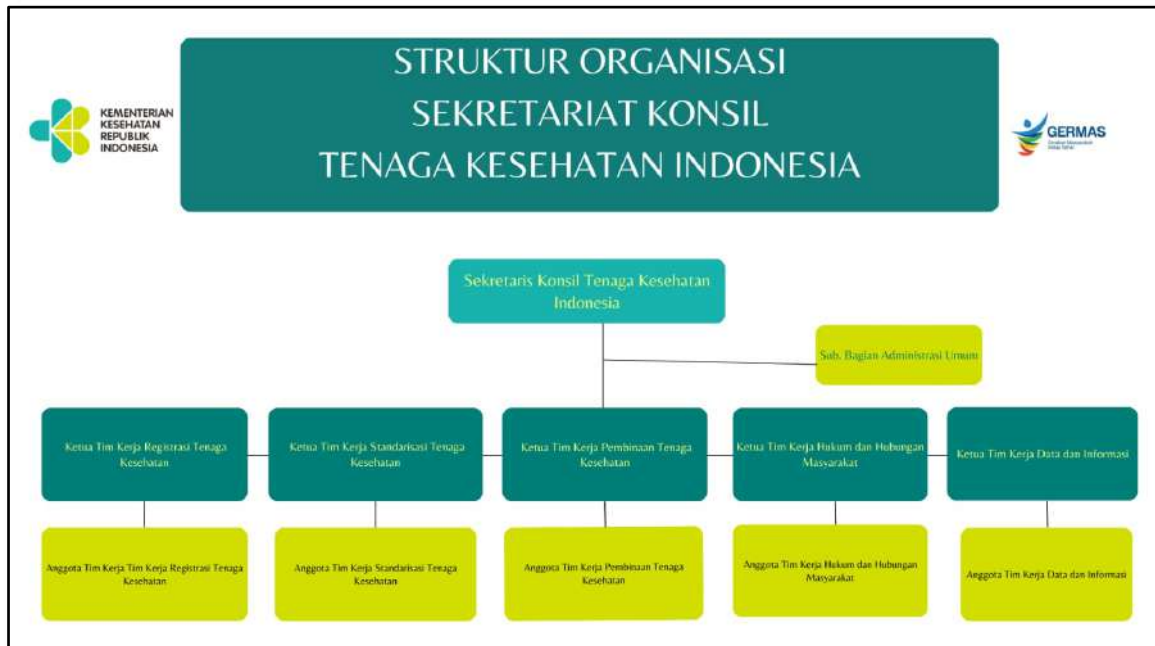 STRUKTUR ORGANISASI
SEKRETARIAT KONSIL
TENAGA KESEHATAN INDONESIA
KEMENTERIAN
KESEHATAN
REPUBLIK
INDONESIA
GERMAS
Sekretaris Konsil Tenaga Kesehatan
Indonesia
Sub. Bagian Administrasi Umum
Ketua Tim Kerja Registrasi Tenaga
Kesehatan
Ketua Tim Kerja Standarisasi Tenaga
Kesehatan
Ketua Tim Kerja Pembinaan Tenaga
Kesehatan
Ketua Tim Kerja Hukum dan Hubungan
Masyarakat
Ketua Tim Kerja Data dan Informasi
Anggota Tim Kerja Tim Kerja Registrasi Tenaga
Kesehatan
Anggota Tim Kerja Standarisasi Tenaga
Kesehatan
Anggota Tim Kerja Pembinaan Tenaga
Kesehatan
Anggota Tim Kerja Hukum dan Hubungan
Masyarakat
Anggota Tim Kerja Data dan Informasi